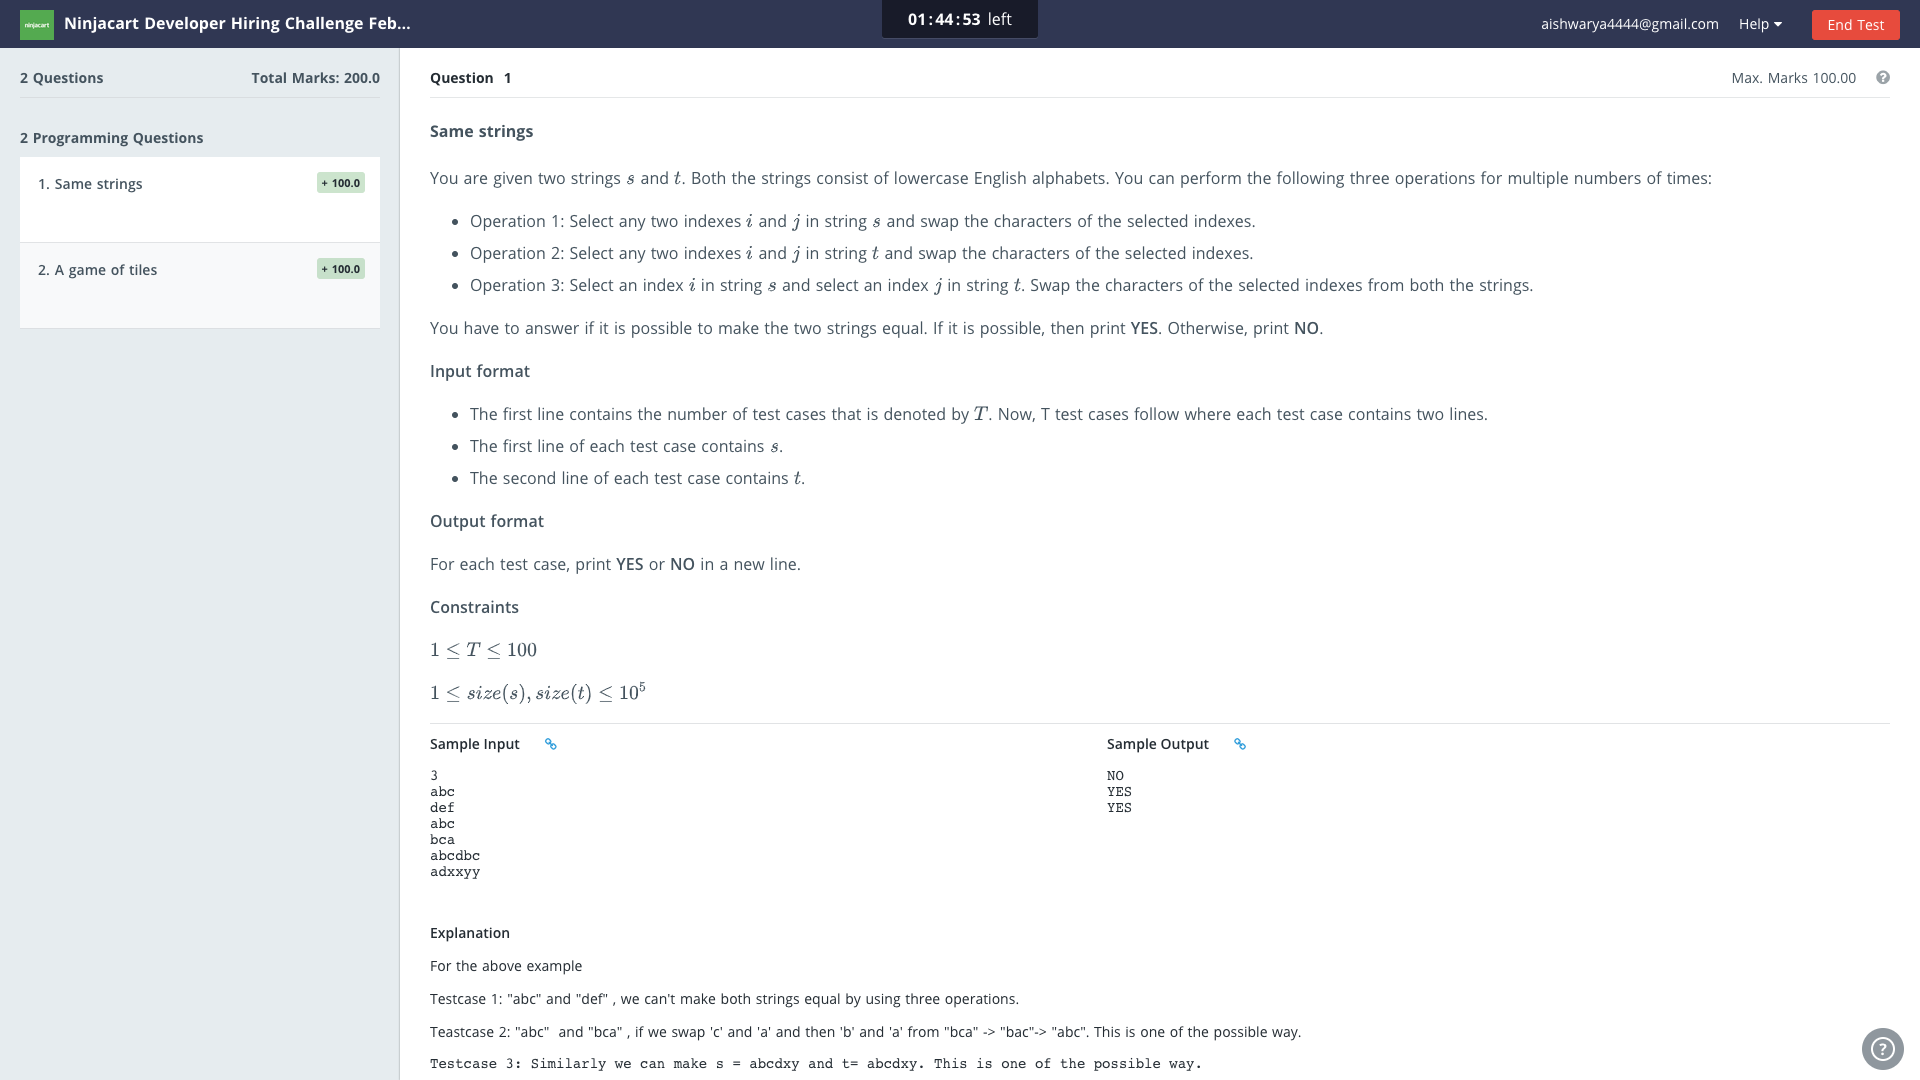 ninjacart Ninjacart Developer Hiring Challenge Feb... 01:44:53 left aishwarya4444@gmail.com Help End Test
2 Questions Total Marks: 200.0
2 Programming Questions
1. Same strings + 100.0
2. A game of tiles + 100.0
Question 1 Max. Marks 100.00 ?
Same strings
You are given two strings s and t. Both the strings consist of lowercase English alphabets. You can perform the following three operations for multiple numbers of times:
• Operation 1: Select any two indexes i and j in string s and swap the characters of the selected indexes.
• Operation 2: Select any two indexes i and j in string t and swap the characters of the selected indexes.
• Operation 3: Select an index i in string s and select an index j in string t. Swap the characters of the selected indexes from both the strings.
You have to answer if it is possible to make the two strings equal. If it is possible, then print YES. Otherwise, print NO.
Input format
• The first line contains the number of test cases that is denoted by T. Now, T test cases follow where each test case contains two lines.
• The first line of each test case contains s.
• The second line of each test case contains t.
Output format
For each test case, print YES or NO in a new line.
Constraints
1 ≤ T ≤ 100
1 ≤ size(s), size(t) ≤ 10⁵
Sample Input
3
abc
def
abc
bca
abcdbc
adxxyy
Sample Output
NO
YES
YES
Explanation
For the above example
Testcase 1: "abc" and "def" , we can't make both strings equal by using three operations.
Teastcase 2: "abc"  and "bca" , if we swap 'c' and 'a' and then 'b' and 'a' from "bca" -> "bac"-> "abc". This is one of the possible way.
Testcase 3: Similarly we can make s = abcdxy and t= abcdxy. This is one of the possible way.
?